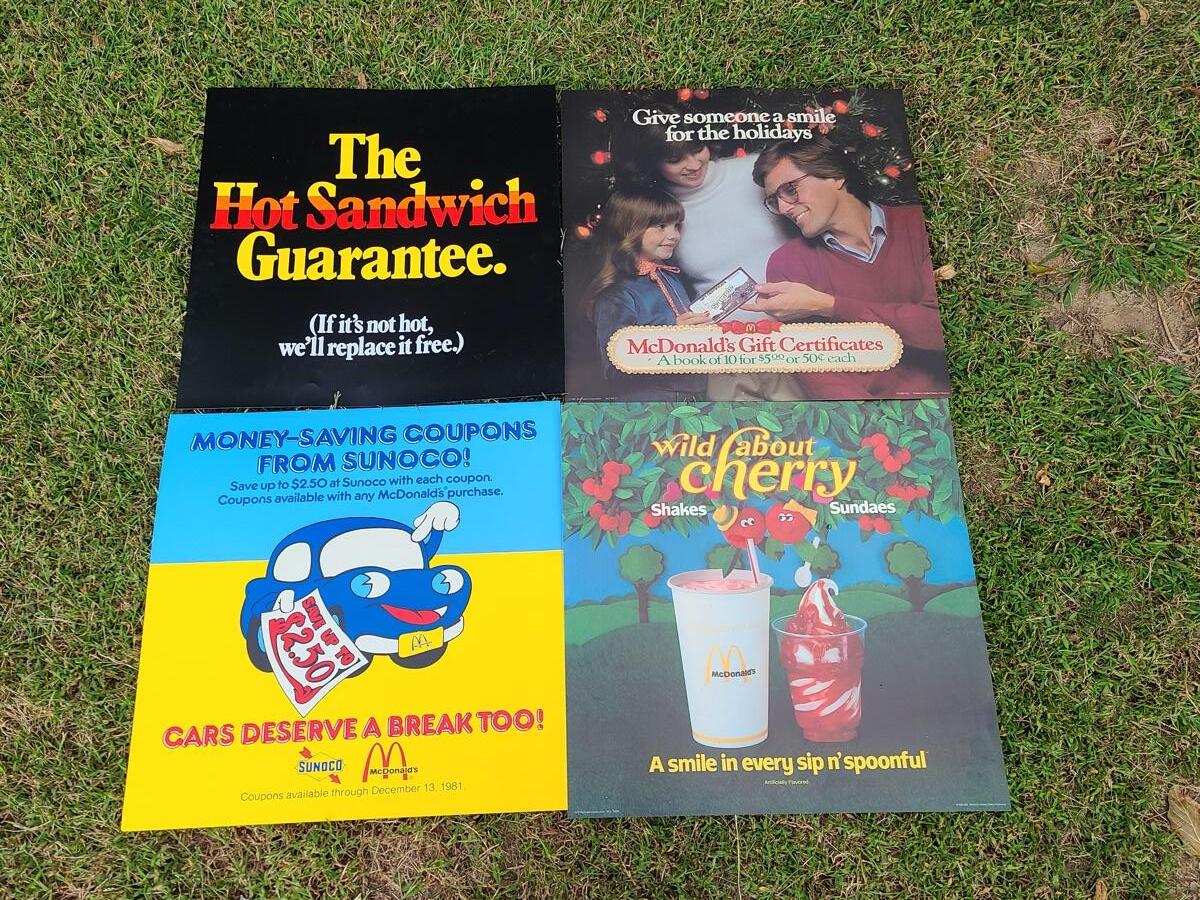 The
Hot Sandwich
Guarantee.
(If it's not hot,
we'll replace it free.)
Give someone a smile
for the holidays
McDonald's Gift Certificates
A book of 10 for $5⁰⁰ or 50¢ each
MONEY-SAVING COUPONS
FROM SUNOCO!
Save up to $2.50 at Sunoco with each coupon.
Coupons available with any McDonald's® purchase.
SAVE UP TO
$2.50
CARS DESERVE A BREAK TOO!
SUNOCO
McDonald's
Coupons available through December 13, 1981.
wild about
cherry
Shakes
Sundaes
McDonald's
A smile in every sip n' spoonful
Artificially Flavored